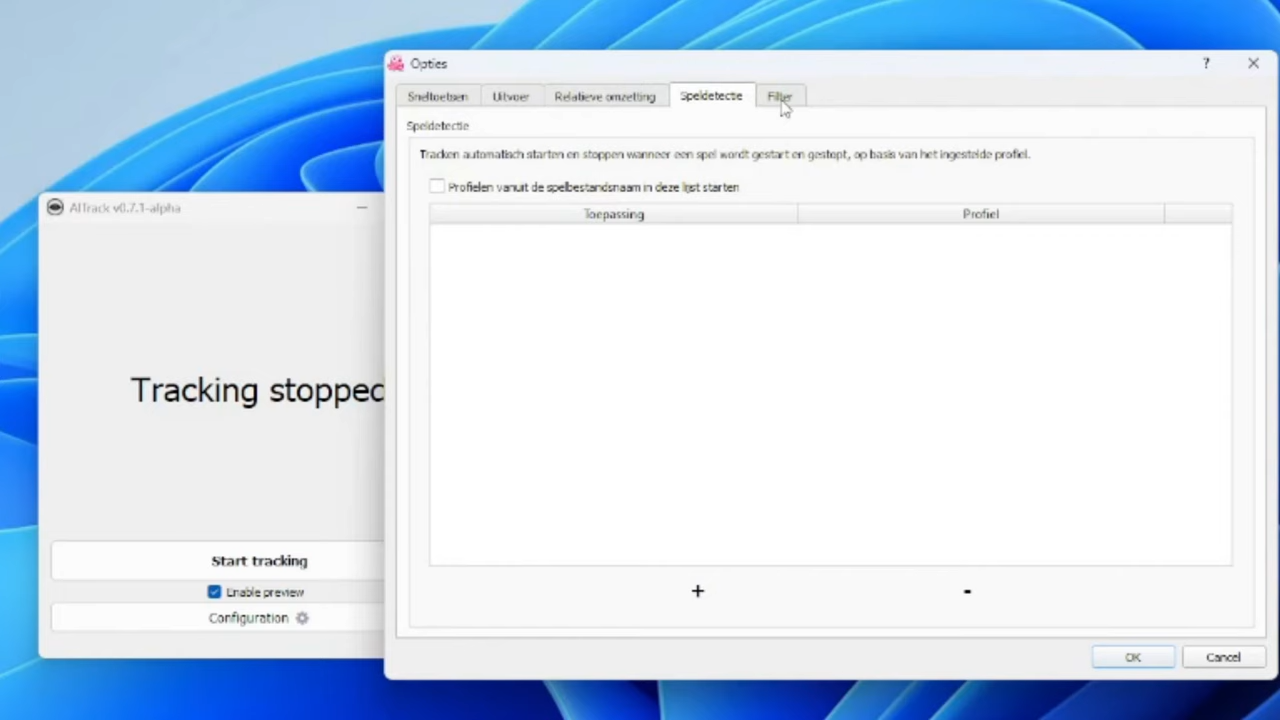 Opties
?
Sneltoetsen Uitvoer Relatieve omzetting Speldetectie Filter
Speldetectie
Tracken automatisch starten en stoppen wanneer een spel wordt gestart en gestopt, op basis van het ingestelde profiel.
Profielen vanuit de spelbestandsnaam in deze lijst starten
Toepassing Profiel
+ -
OK Cancel
AITrack v0.7.1-alpha
Tracking stopped
Start tracking
Enable preview
Configuration